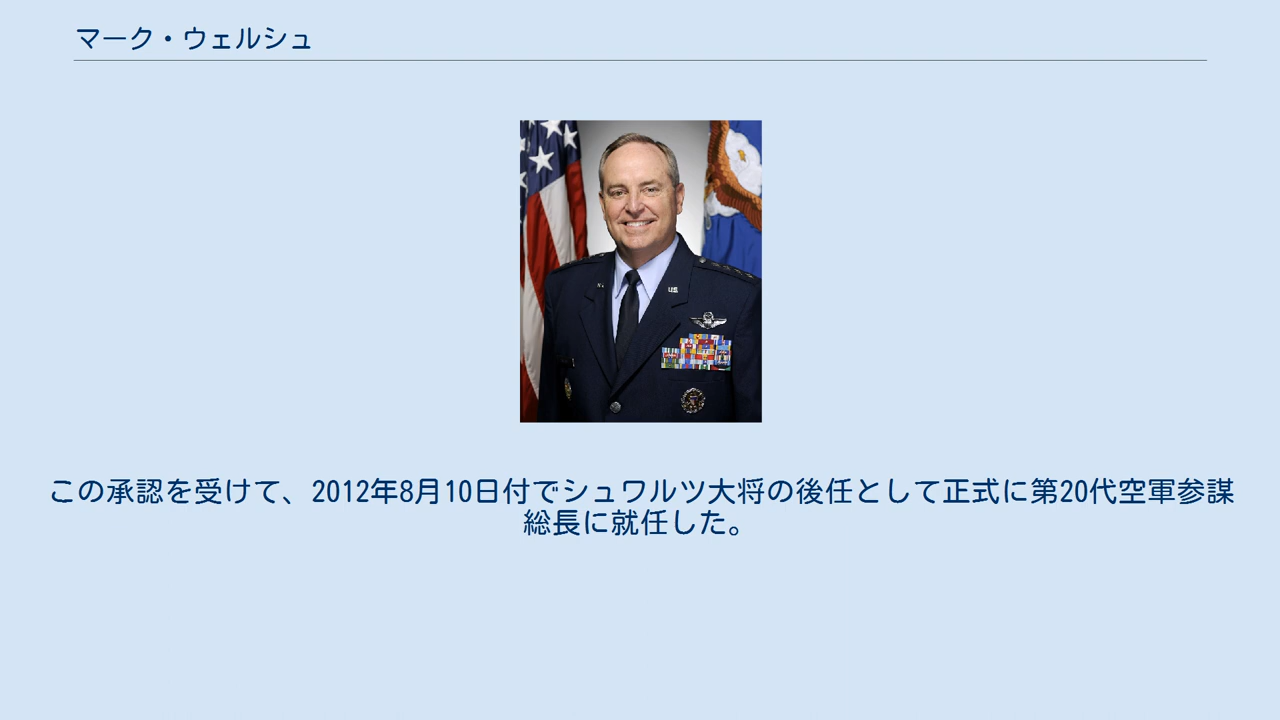 マーク・ウェルシュ
この承認を受けて、2012年8月10日付でシュワルツ大将の後任として正式に第20代空軍参謀
総長に就任した。